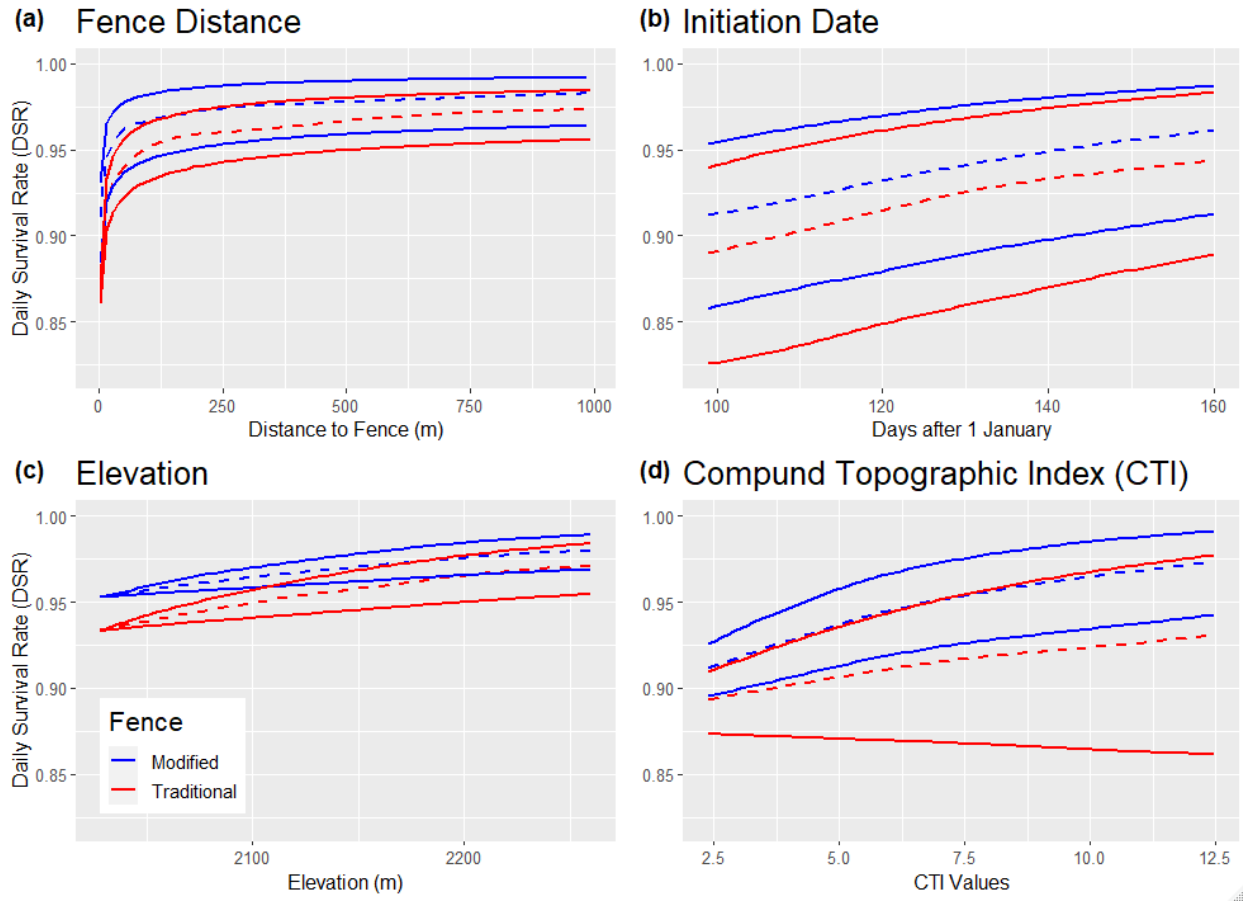 (a) Fence Distance
(b) Initiation Date
Daily Survival Rate (DSR)
1.00
0.95
0.90
0.85
0 250 500 750 1000
Distance to Fence (m)
1.00
0.95
0.90
0.85
100 120 140 160
Days after 1 January
(c) Elevation
(d) Compund Topographic Index (CTI)
Daily Survival Rate (DSR)
1.00
0.95
0.90
0.85
Fence
Modified
Traditional
2100 2200
Elevation (m)
1.00
0.95
0.90
0.85
2.5 5.0 7.5 10.0 12.5
CTI Values